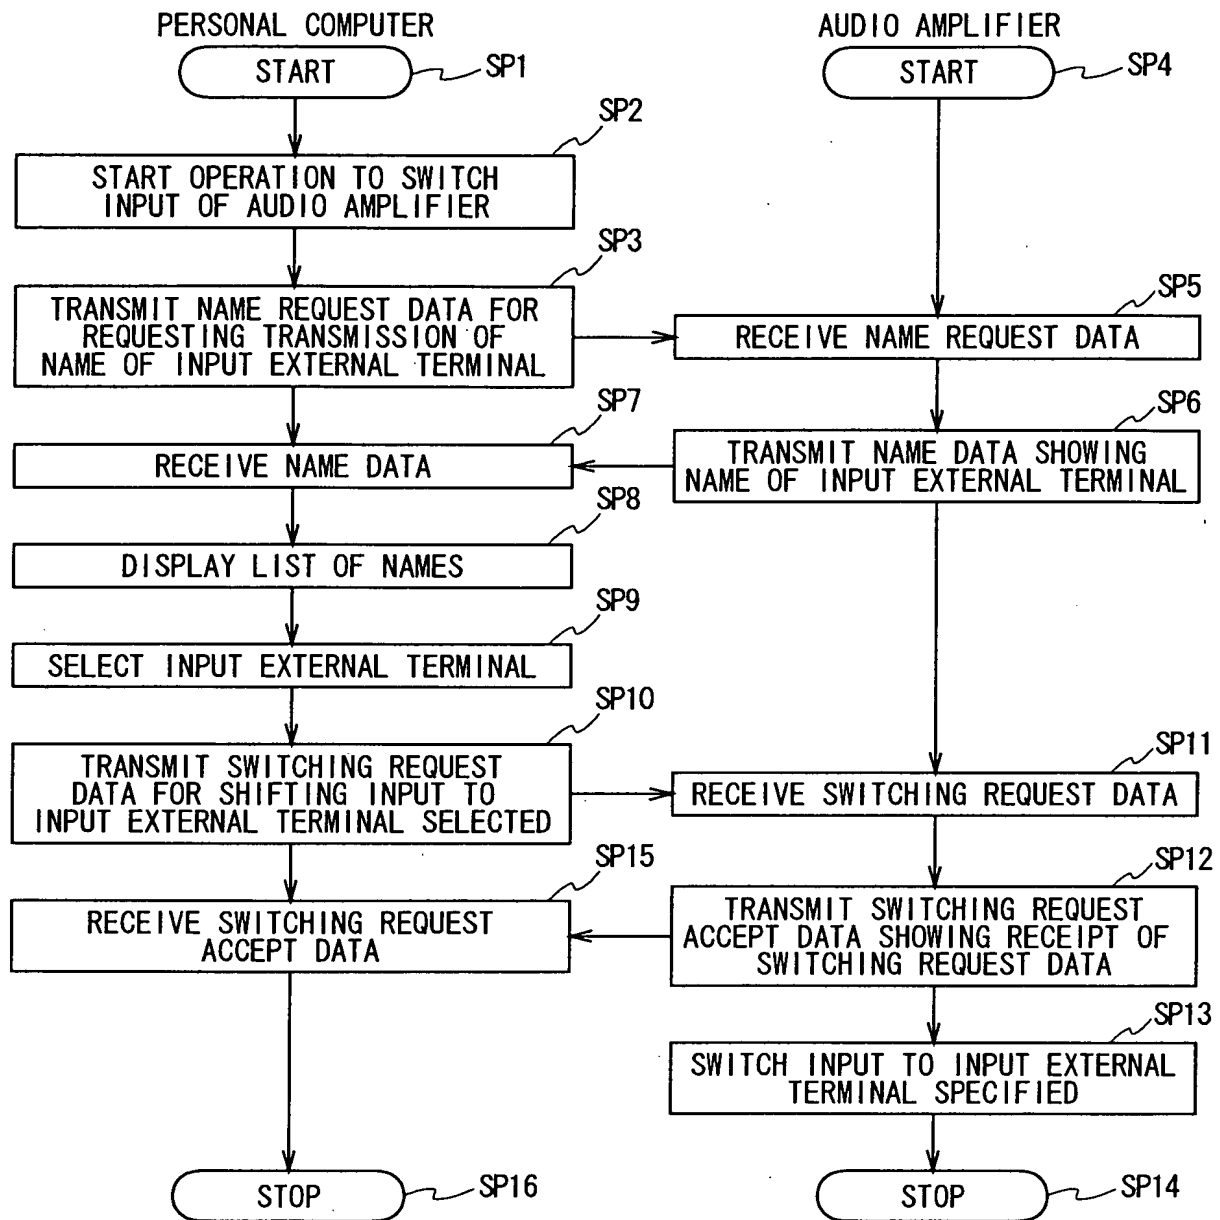 PERSONAL COMPUTER
START
SP1
SP2
START OPERATION TO SWITCH
INPUT OF AUDIO AMPLIFIER
SP3
TRANSMIT NAME REQUEST DATA FOR
REQUESTING TRANSMISSION OF
NAME OF INPUT EXTERNAL TERMINAL
SP7
RECEIVE NAME DATA
SP8
DISPLAY LIST OF NAMES
SP9
SELECT INPUT EXTERNAL TERMINAL
SP10
TRANSMIT SWITCHING REQUEST
DATA FOR SHIFTING INPUT TO
INPUT EXTERNAL TERMINAL SELECTED
SP15
RECEIVE SWITCHING REQUEST
ACCEPT DATA
STOP
SP16
AUDIO AMPLIFIER
START
SP4
SP5
RECEIVE NAME REQUEST DATA
SP6
TRANSMIT NAME DATA SHOWING
NAME OF INPUT EXTERNAL TERMINAL
SP11
RECEIVE SWITCHING REQUEST DATA
SP12
TRANSMIT SWITCHING REQUEST
ACCEPT DATA SHOWING RECEIPT OF
SWITCHING REQUEST DATA
SP13
SWITCH INPUT TO INPUT EXTERNAL
TERMINAL SPECIFIED
STOP
SP14